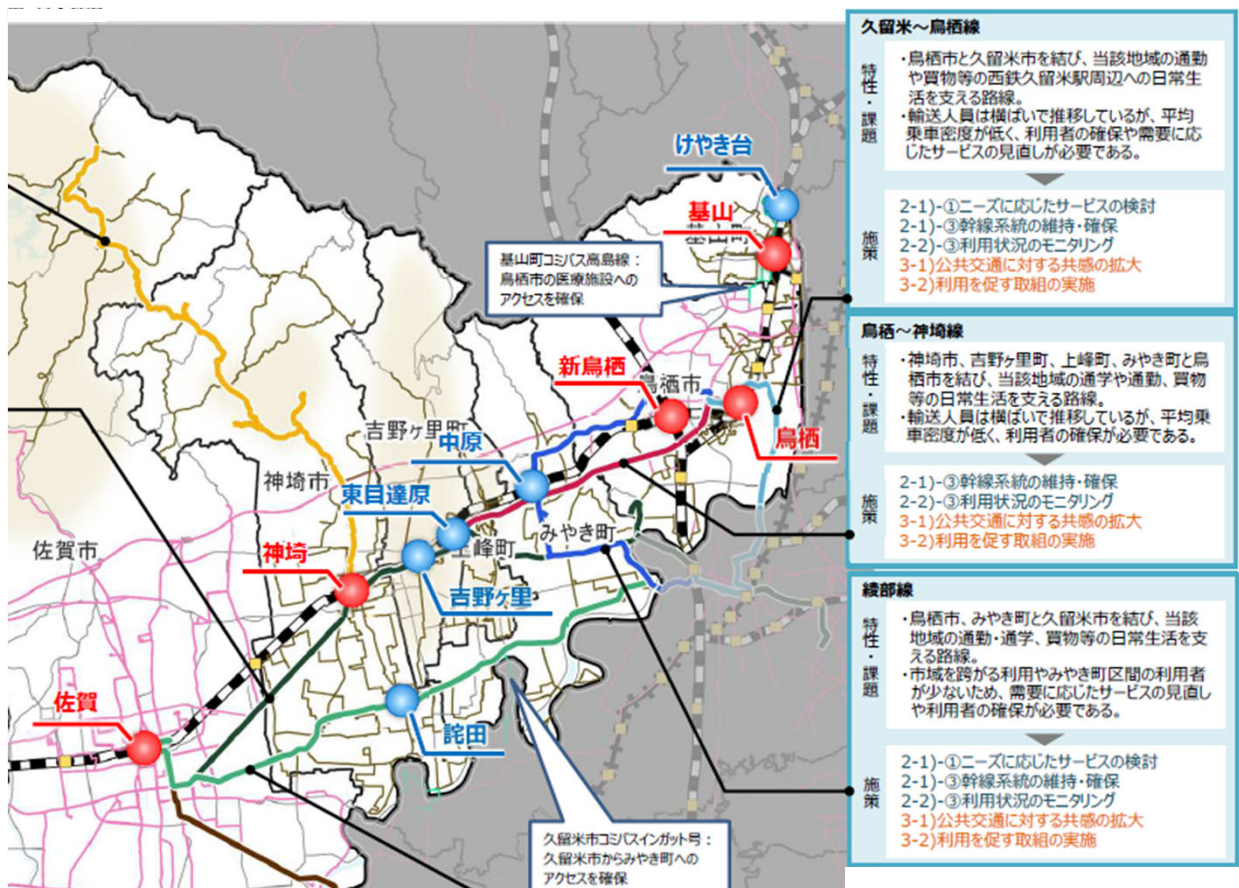 けやき台
基山
基山町
基山町コミバス高島線：
鳥栖市の医療施設への
アクセスを確保
新鳥栖
鳥栖市
鳥栖
吉野ヶ里町
中原
神埼市
東目達原
みやき町
佐賀市
上峰町
神埼
吉野ヶ里
佐賀
詫田
久留米市コミバスインガット号：
久留米市からみやき町への
アクセスを確保
久留米～鳥栖線
特性・課題
・鳥栖市と久留米市を結び、当該地域の通勤
や買物等の西鉄久留米駅周辺への日常生
活を支える路線。
・輸送人員は横ばいで推移しているが、平均
乗車密度が低く、利用者の確保や需要に応
じたサービスの見直しが必要である。
施策
2-1)-①ニーズに応じたサービスの検討
2-1)-③幹線系統の維持・確保
2-2)-③利用状況のモニタリング
3-1)公共交通に対する共感の拡大
3-2)利用を促す取組の実施
鳥栖～神埼線
特性・課題
・神埼市、吉野ヶ里町、上峰町、みやき町と鳥
栖市を結び、当該地域の通学や通勤、買物
等の日常生活を支える路線。
・輸送人員は横ばいで推移しているが、平均乗
車密度が低く、利用者の確保が必要である。
施策
2-1)-③幹線系統の維持・確保
2-2)-③利用状況のモニタリング
3-1)公共交通に対する共感の拡大
3-2)利用を促す取組の実施
綾部線
特性・課題
・鳥栖市、みやき町と久留米市を結び、当該
地域の通勤・通学、買物等の日常生活を支
える路線。
・市域を跨がる利用やみやき町区間の利用者
が少ないため、需要に応じたサービスの見直し
や利用者の確保が必要である。
施策
2-1)-①ニーズに応じたサービスの検討
2-1)-③幹線系統の維持・確保
2-2)-③利用状況のモニタリング
3-1)公共交通に対する共感の拡大
3-2)利用を促す取組の実施